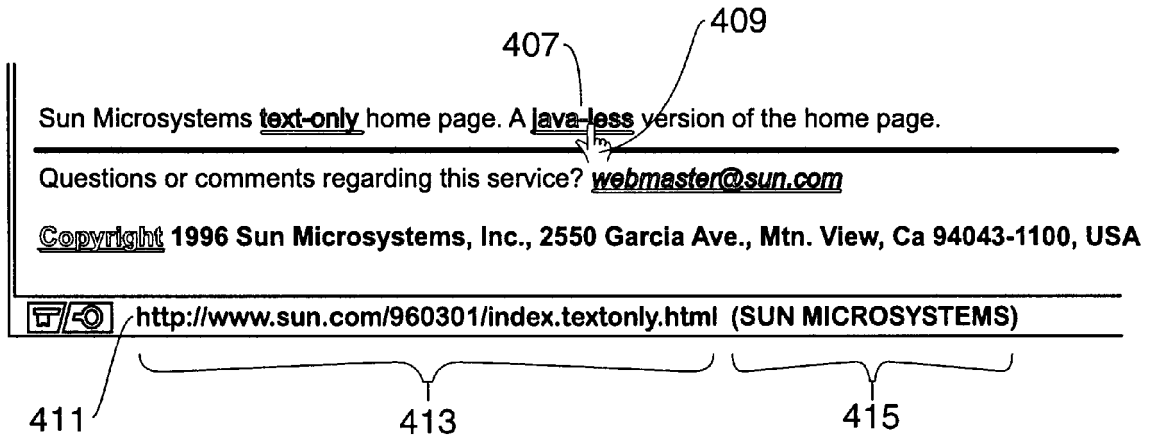 407
409
Sun Microsystems text-only home page. A java-less version of the home page.
Questions or comments regarding this service? webmaster@sun.com
Copyright 1996 Sun Microsystems, Inc., 2550 Garcia Ave., Mtn. View, Ca 94043-1100, USA
http://www.sun.com/960301/index.textonly.html (SUN MICROSYSTEMS)
411
413
415